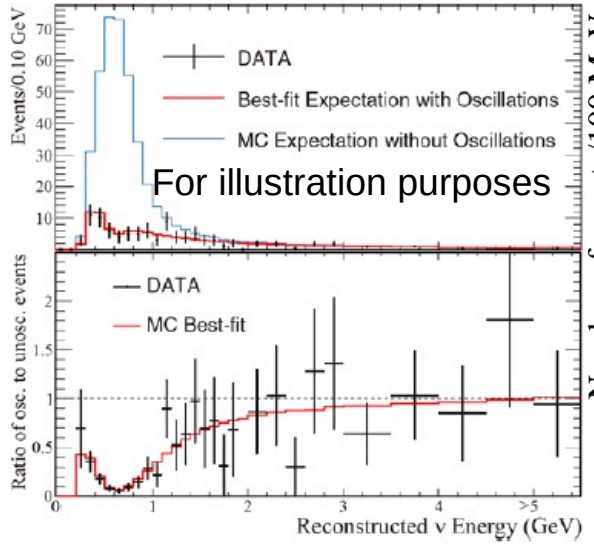 Events/0.10 GeV
70
60
50
40
30
20
10
DATA
Best-fit Expectation with Oscillations
MC Expectation without Oscillations
For illustration purposes
Ratio of osc. to unosc. events
2
1.5
1
0.5
0
DATA
MC Best-fit
0
1
2
3
4
>5
Reconstructed ν Energy (GeV)